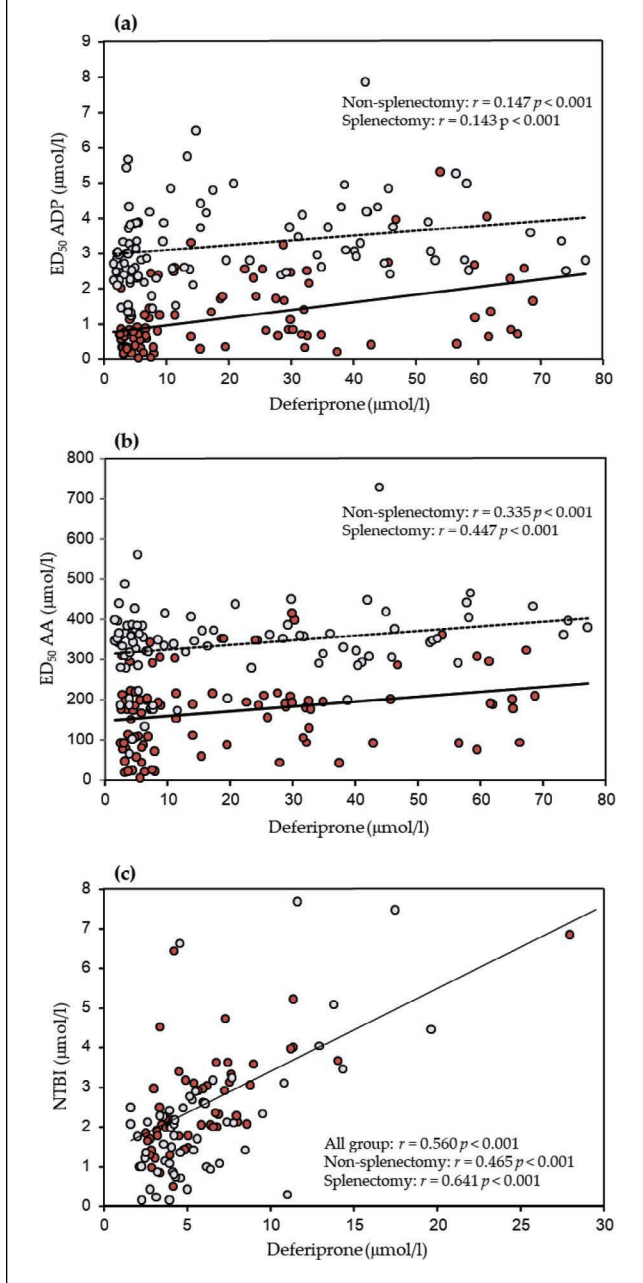 (a)
9
8
7
6
5
4
3
2
1
0
ED50 ADP (μmol/l)
Non-splenectomy: r = 0.147 p < 0.001
Splenectomy: r = 0.143 p < 0.001
0 10 20 30 40 50 60 70 80
Deferiprone (μmol/l)
(b)
800
700
600
500
400
300
200
100
0
ED50 AA (μmol/l)
Non-splenectomy: r = 0.335 p < 0.001
Splenectomy: r = 0.447 p < 0.001
0 10 20 30 40 50 60 70 80
Deferiprone (μmol/l)
(c)
8
7
6
5
4
3
2
1
0
NTBI (μmol/l)
All group: r = 0.560 p < 0.001
Non-splenectomy: r = 0.465 p < 0.001
Splenectomy: r = 0.641 p < 0.001
0 5 10 15 20 25 30
Deferiprone (μmol/l)